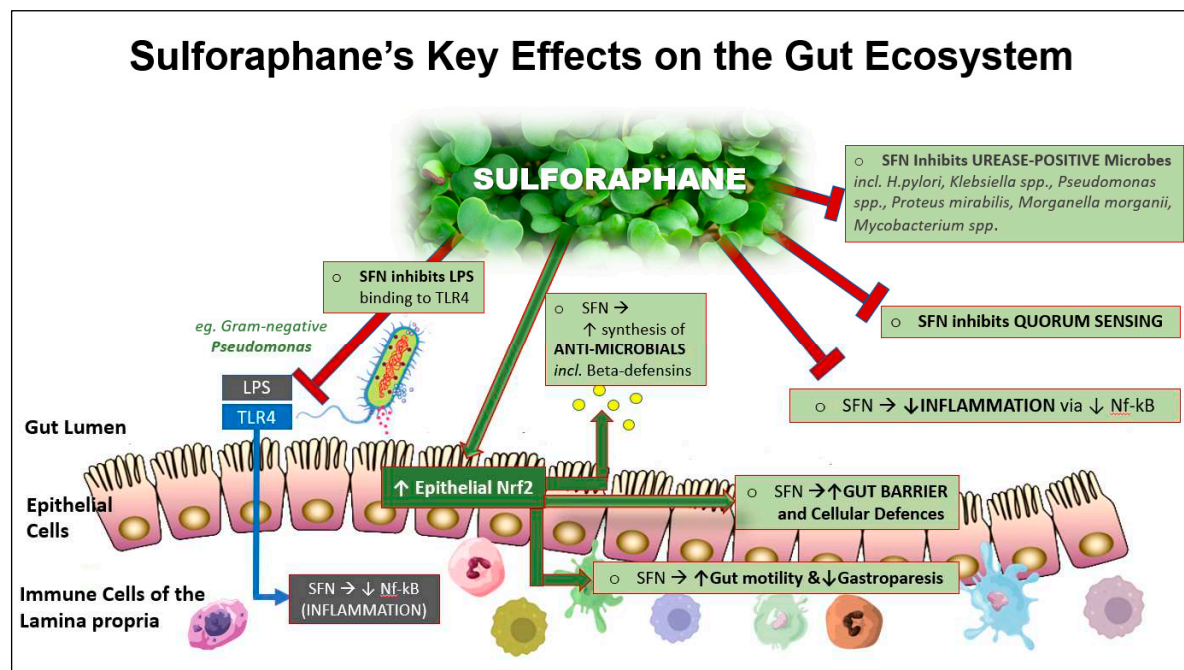 Sulforaphane's Key Effects on the Gut Ecosystem
SULFORAPHANE
○ SFN Inhibits UREASE-POSITIVE Microbes
incl. H.pylori, Klebsiella spp., Pseudomonas
spp., Proteus mirabilis, Morganella morganii,
Mycobacterium spp.
○ SFN inhibits LPS
binding to TLR4
○ SFN →
↑ synthesis of
ANTI-MICROBIALS
incl. Beta-defensins
○ SFN inhibits QUORUM SENSING
eg. Gram-negative
Pseudomonas
LPS
TLR4
○ SFN → ↓INFLAMMATION via ↓ Nf-kB
Gut Lumen
↑ Epithelial Nrf2
Epithelial
Cells
○ SFN →↑GUT BARRIER
and Cellular Defences
○ SFN → ↑Gut motility &↓Gastroparesis
SFN → ↓ Nf-kB
(INFLAMMATION)
Immune Cells of the
Lamina propria